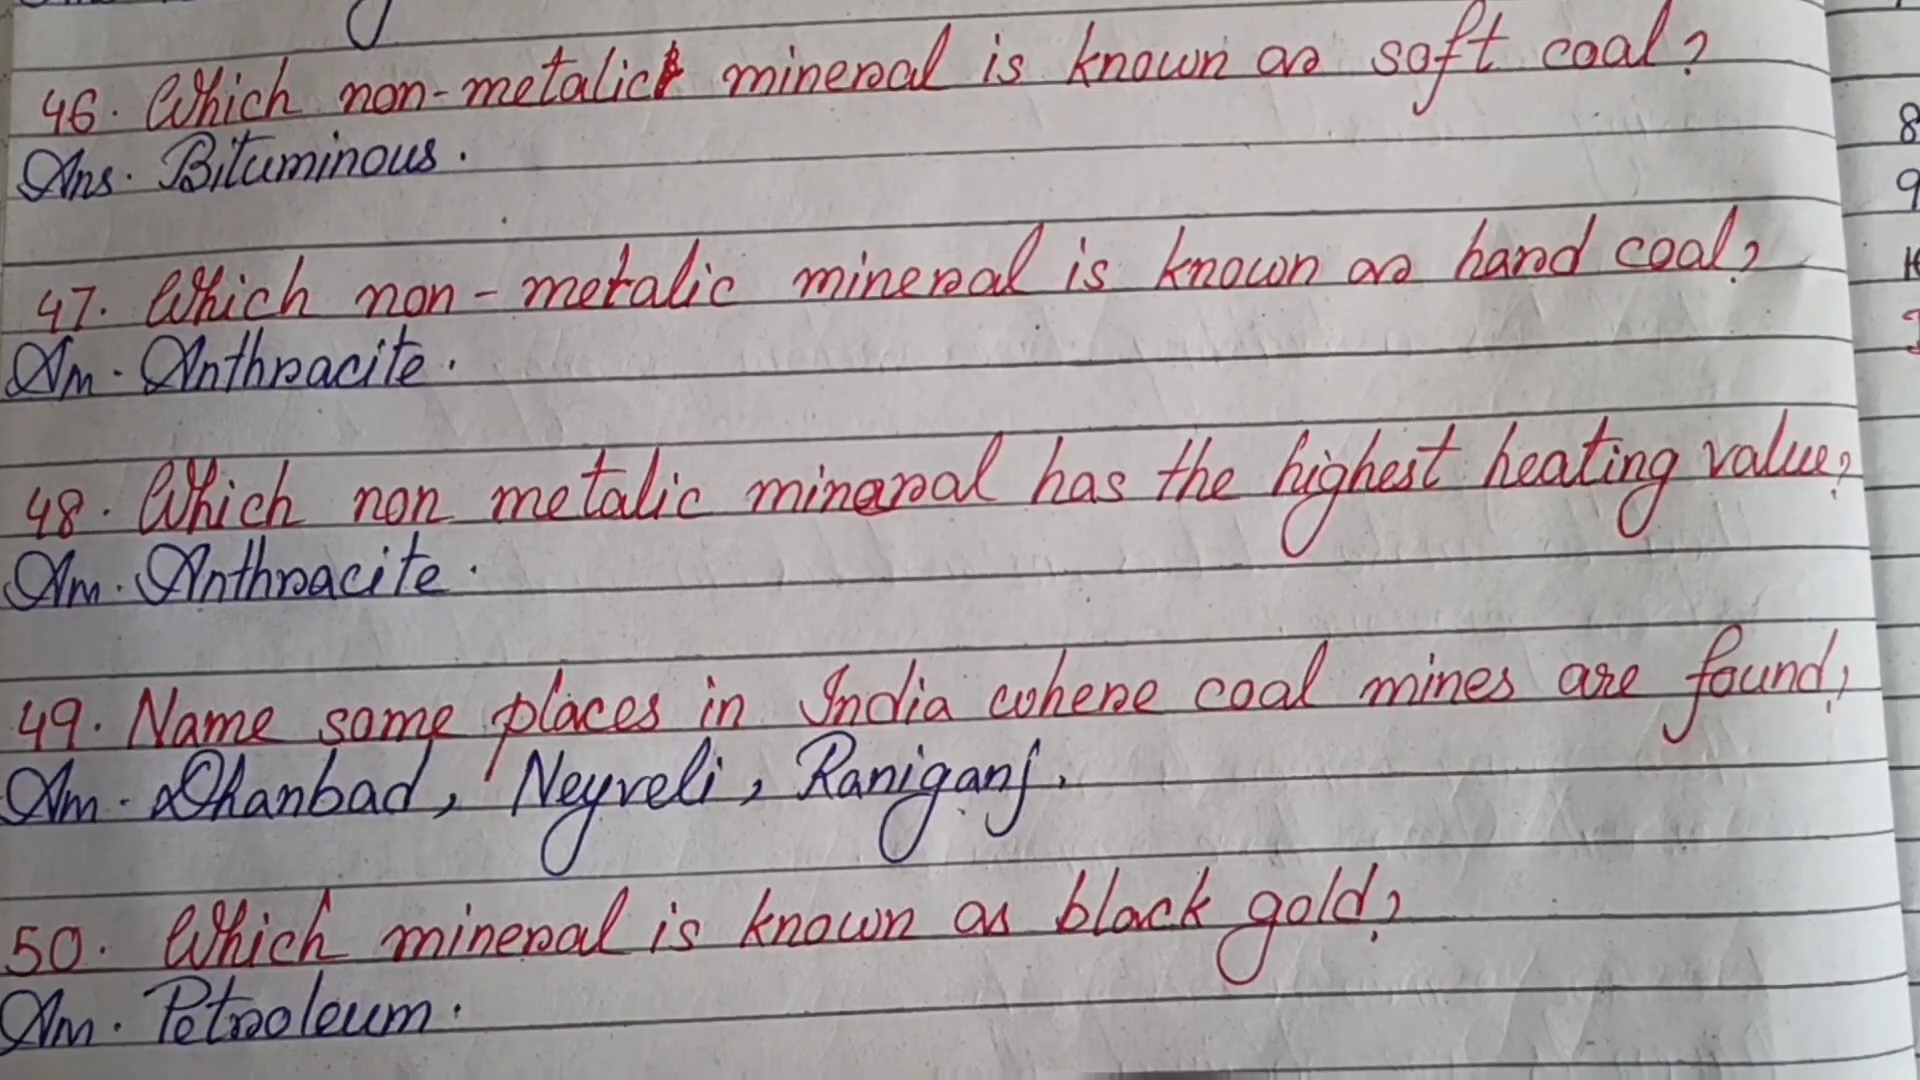 46. Which non-metalic mineral is known as soft coal?
Ans. Bituminous.
47. Which non-metalic mineral is known as hard coal?
Ans. Anthracite.
48. Which non metalic mineral has the highest heating value?
Ans. Anthracite.
49. Name some places in India where coal mines are found?
Ans. Dhanbad, Neyveli, Raniganj.
50. Which mineral is known as black gold?
Ans. Petroleum.
8
9